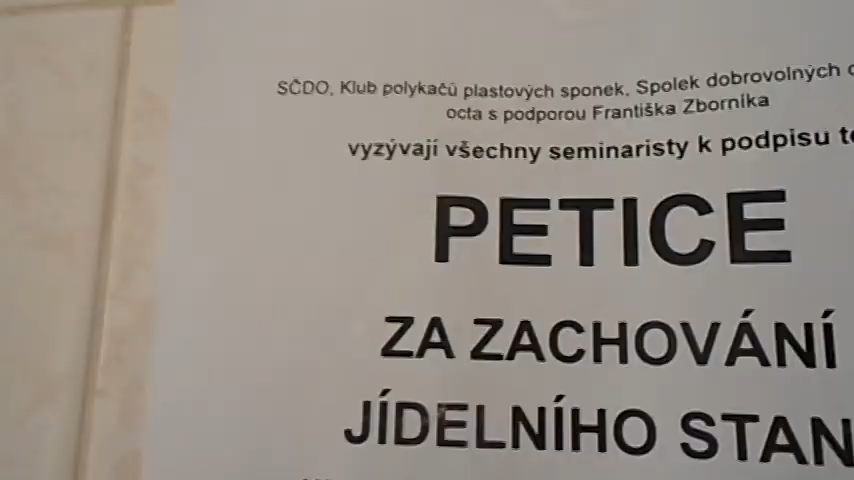 SČDO, Klub polykačů plastových sponek, Spolek dobrovolných
octa s podporou Františka Zborníka
vyzývají všechny seminaristy k podpisu
PETICE
ZA ZACHOVÁNÍ
JÍDELNÍHO STAN